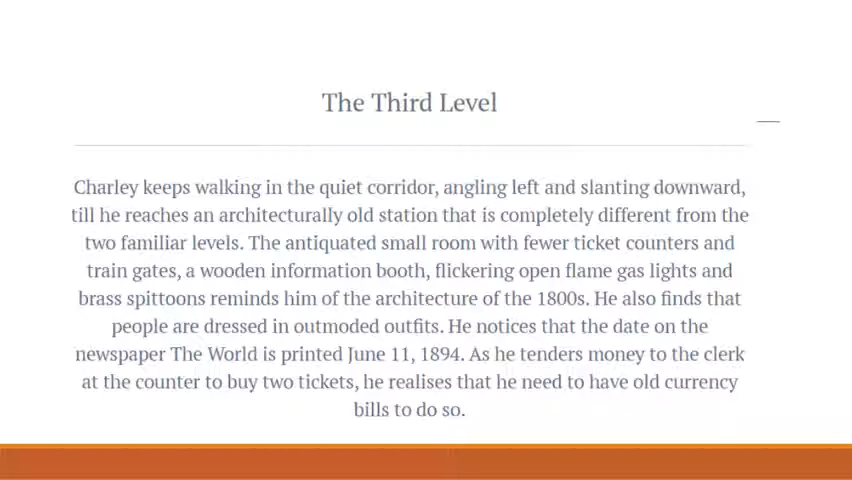 The Third Level
Charley keeps walking in the quiet corridor, angling left and slanting downward,
till he reaches an architecturally old station that is completely different from the
two familiar levels. The antiquated small room with fewer ticket counters and
train gates, a wooden information booth, flickering open flame gas lights and
brass spittoons reminds him of the architecture of the 1800s. He also finds that
people are dressed in outmoded outfits. He notices that the date on the
newspaper The World is printed June 11, 1894. As he tenders money to the clerk
at the counter to buy two tickets, he realises that he need to have old currency
bills to do so.